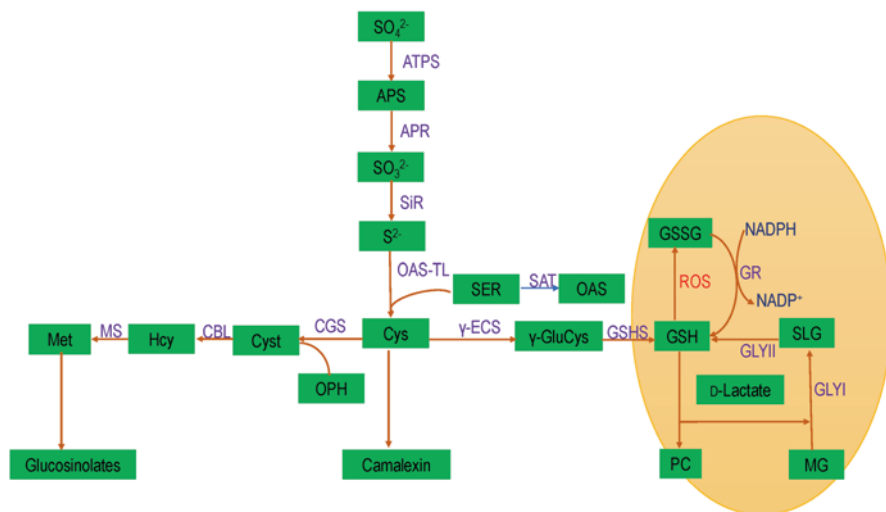 SO₄²⁻
ATPS
APS
APR
SO₃²⁻
SiR
S²⁻
OAS-TL
SER
SAT
OAS
GSSG
NADPH
ROS
GR
NADP⁺
Met
MS
Hcy
CBL
Cyst
CGS
Cys
γ-ECS
γ-GluCys
GSHS
GSH
GLYII
SLG
OPH
D-Lactate
GLYI
Glucosinolates
Camalexin
PC
MG